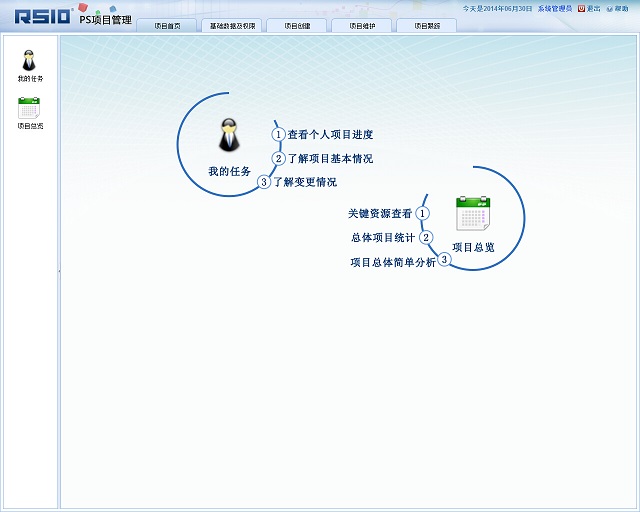 RSIO
PS项目管理
项目首页
基础数据及权限
项目创建
项目维护
项目跟踪
今天是2014年06月30日 系统管理员 退出 帮助
我的任务
项目总览
我的任务
1 查看个人项目进度
2 了解项目基本情况
3 了解变更情况
关键资源查看 1
总体项目统计 2
项目总体简单分析 3
项目总览